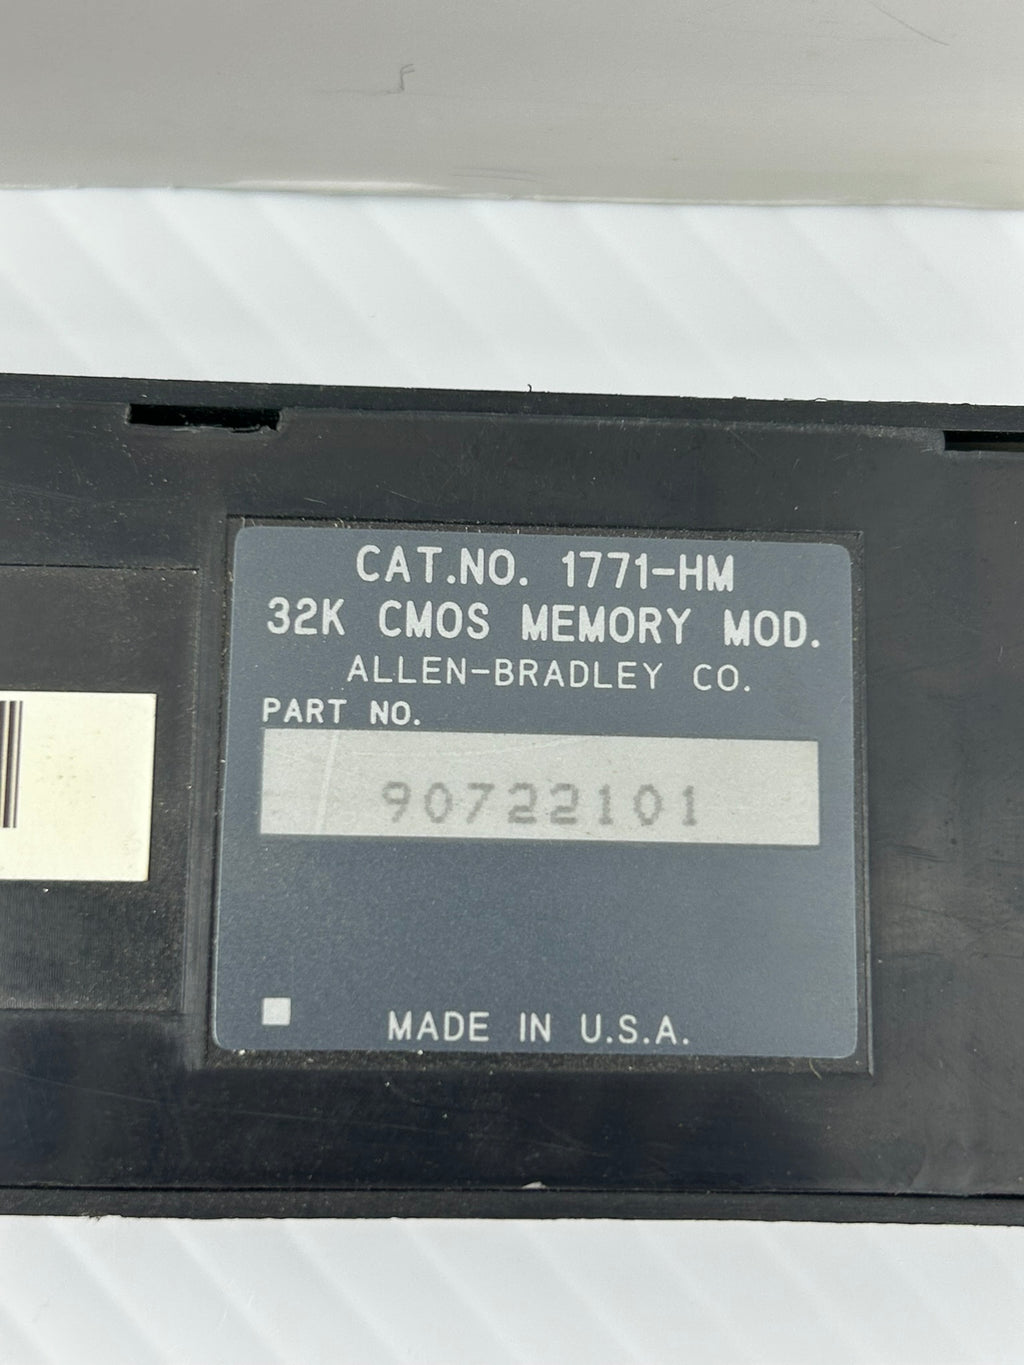 CAT.NO. 1771-HM
32K CMOS MEMORY MOD.
ALLEN-BRADLEY CO.
PART NO.
90722101
MADE IN U.S.A.